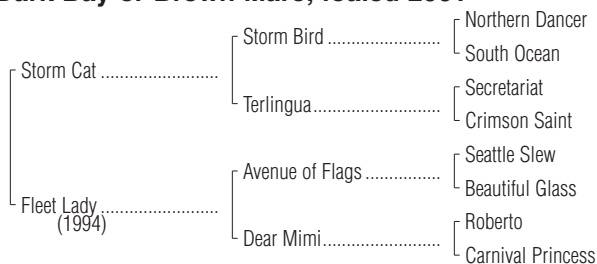 Dark Bay or Brown Mare; foaled
Northern Dancer
Storm Bird .......................
South Ocean
Storm Cat ........................
Secretariat
Terlingua..........................
Crimson Saint
Seattle Slew
Avenue of Flags ...............
Beautiful Glass
Fleet Lady ........................
(1994)
Roberto
Dear Mimi........................
Carnival Princess